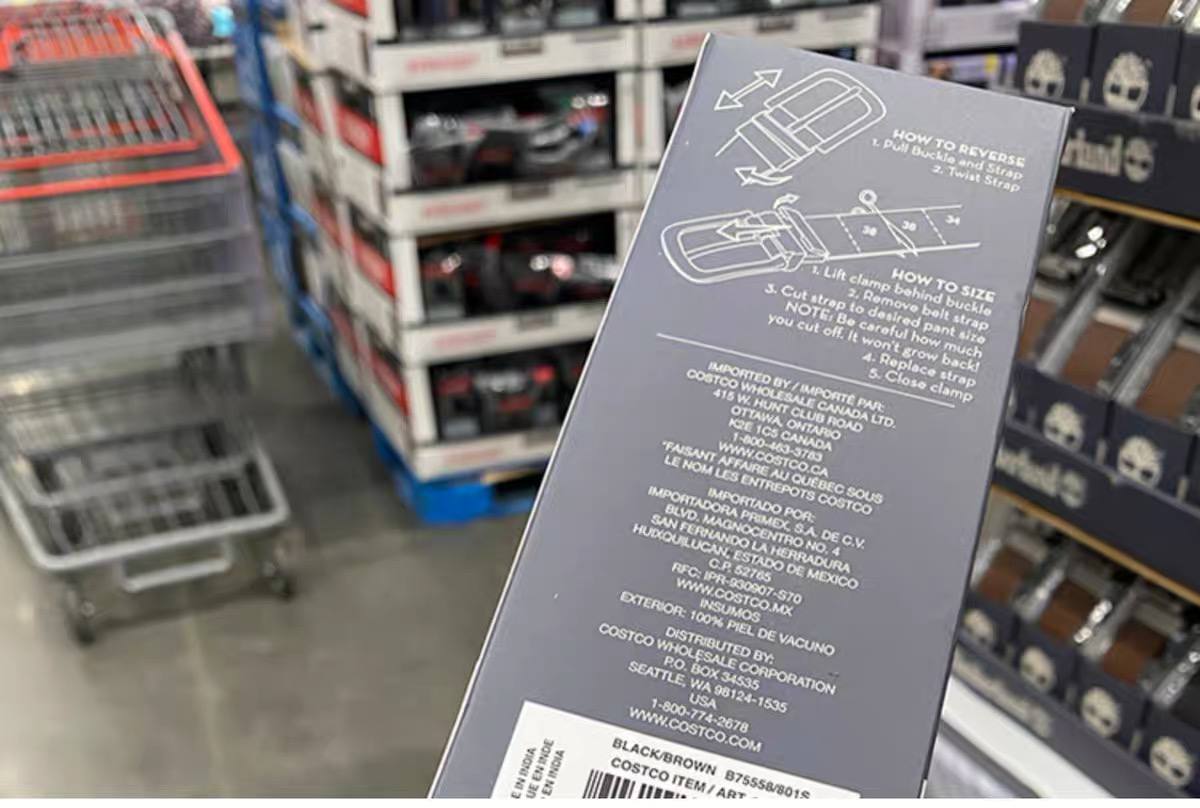 HOW TO REVERSE
1. Pull Buckle and Strap
2. Twist Strap
38
36
34
HOW TO SIZE
1. Lift clamp behind buckle
2. Remove belt strap
3. Cut strap to desired pant size
NOTE: Be careful how much
you cut off. It won't grow back!
4. Replace strap
5. Close clamp
IMPORTED BY / IMPORTÉ PAR:
COSTCO WHOLESALE CANADA LTD.
415 W. HUNT CLUB ROAD
OTTAWA, ONTARIO
K2E 1C5 CANADA
1-800-463-3783
WWW.COSTCO.CA
*FAISANT AFFAIRE AU QUÉBEC SOUS
LE NOM LES ENTREPOTS COSTCO
IMPORTADO POR:
IMPORTADORA PRIMEX, S.A. DE C.V.
BLVD. MAGNOCENTRO NO. 4
SAN FERNANDO LA HERRADURA
HUIXQUILUCAN, ESTADO DE MEXICO
C.P. 52765
RFC: IPR-930907-S70
WWW.COSTCO.MX
INSUMOS
EXTERIOR: 100% PIEL DE VACUNO
DISTRIBUTED BY:
COSTCO WHOLESALE CORPORATION
P.O. BOX 34535
SEATTLE, WA 98124-1535
USA
1-800-774-2678
WWW.COSTCO.COM
BLACK/BROWN B75558/801S
COSTCO ITEM / ART.
E IN INDIA
UE EN INDE
EN INDIA